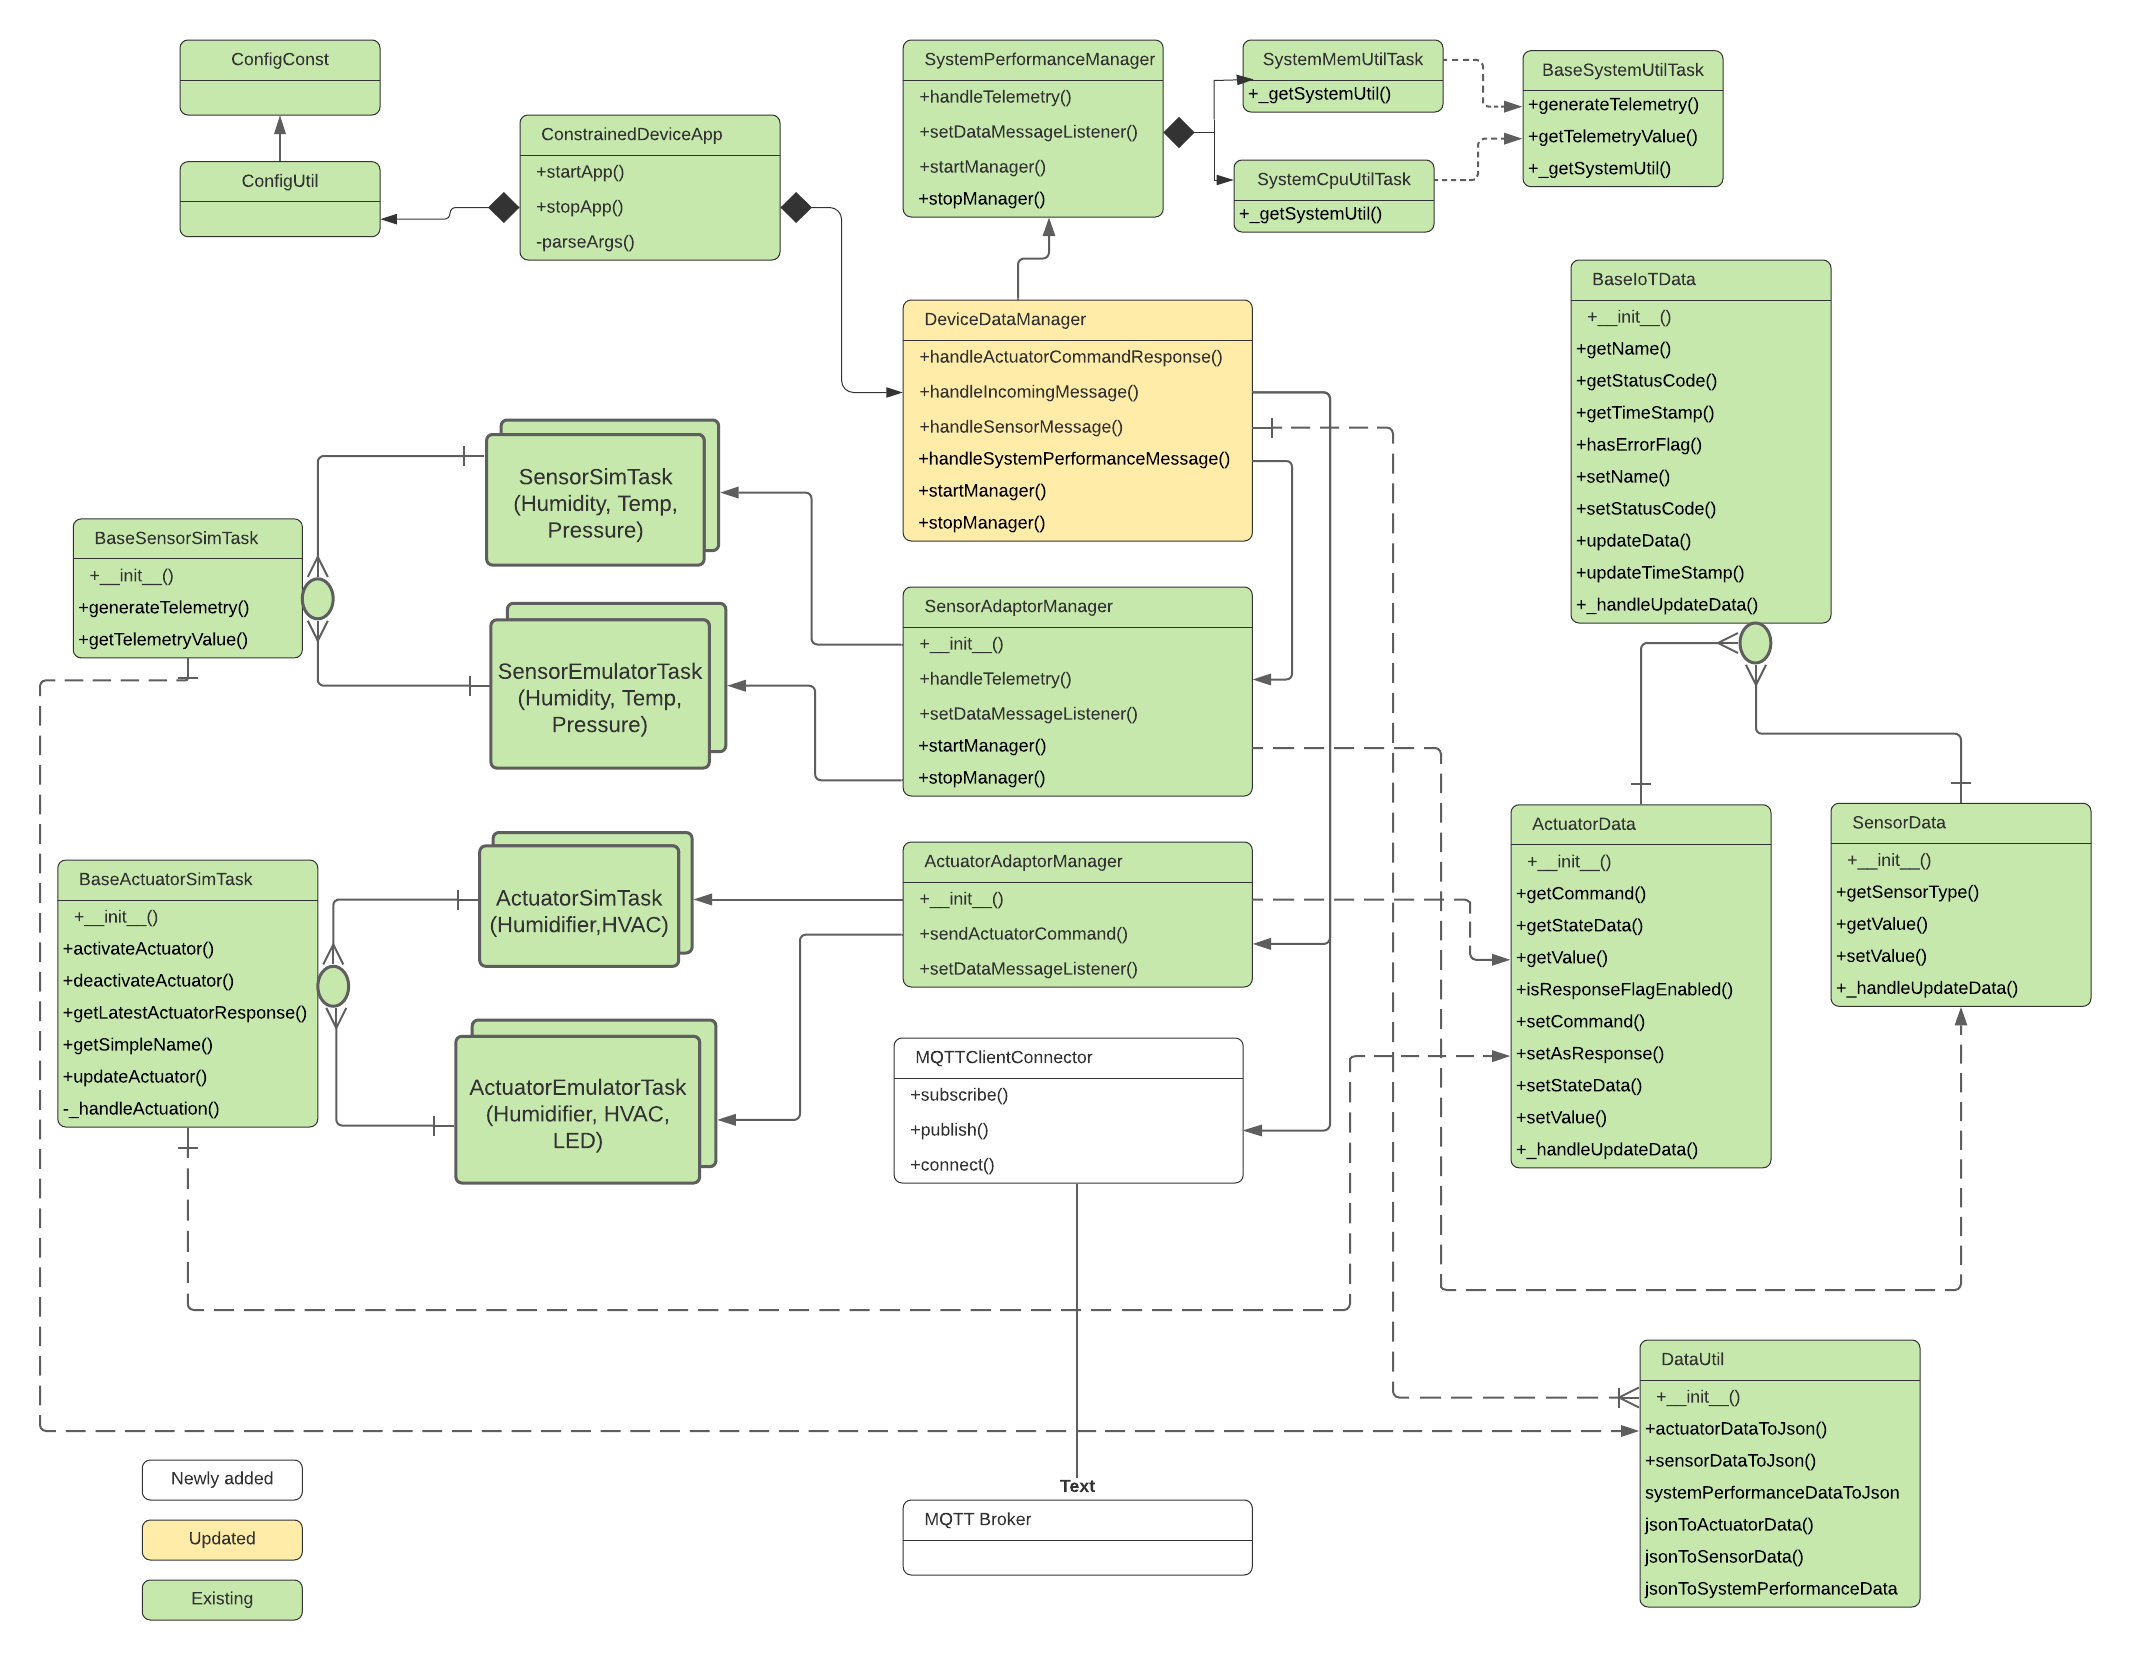 ConfigConst
ConfigUtil
ConstrainedDeviceApp
+startApp()
+stopApp()
-parseArgs()
SystemPerformanceManager
+handleTelemetry()
+setDataMessageListener()
+startManager()
+stopManager()
SystemMemUtilTask
+_getSystemUtil()
SystemCpuUtilTask
+_getSystemUtil()
BaseSystemUtilTask
+generateTelemetry()
+getTelemetryValue()
+_getSystemUtil()
DeviceDataManager
+handleActuatorCommandResponse()
+handleIncomingMessage()
+handleSensorMessage()
+handleSystemPerformanceMessage()
+startManager()
+stopManager()
BaseIoTData
+__init__()
+getName()
+getStatusCode()
+getTimeStamp()
+hasErrorFlag()
+setName()
+setStatusCode()
+updateData()
+updateTimeStamp()
+_handleUpdateData()
SensorSimTask
(Humidity, Temp,
Pressure)
BaseSensorSimTask
+__init__()
+generateTelemetry()
+getTelemetryValue()
SensorEmulatorTask
(Humidity, Temp,
Pressure)
SensorAdaptorManager
+__init__()
+handleTelemetry()
+setDataMessageListener()
+startManager()
+stopManager()
ActuatorSimTask
(Humidifier,HVAC)
ActuatorAdaptorManager
+__init__()
+sendActuatorCommand()
+setDataMessageListener()
BaseActuatorSimTask
+__init__()
+activateActuator()
+deactivateActuator()
+getLatestActuatorResponse()
+getSimpleName()
+updateActuator()
-_handleActuation()
ActuatorEmulatorTask
(Humidifier, HVAC,
LED)
MQTTClientConnector
+subscribe()
+publish()
+connect()
ActuatorData
+__init__()
+getCommand()
+getStateData()
+getValue()
+isResponseFlagEnabled()
+setCommand()
+setAsResponse()
+setStateData()
+setValue()
+_handleUpdateData()
SensorData
+__init__()
+getSensorType()
+getValue()
+setValue()
+_handleUpdateData()
DataUtil
+__init__()
+actuatorDataToJson()
+sensorDataToJson()
systemPerformanceDataToJson
jsonToActuatorData()
jsonToSensorData()
jsonToSystemPerformanceData
Text
MQTT Broker
Newly added
Updated
Existing